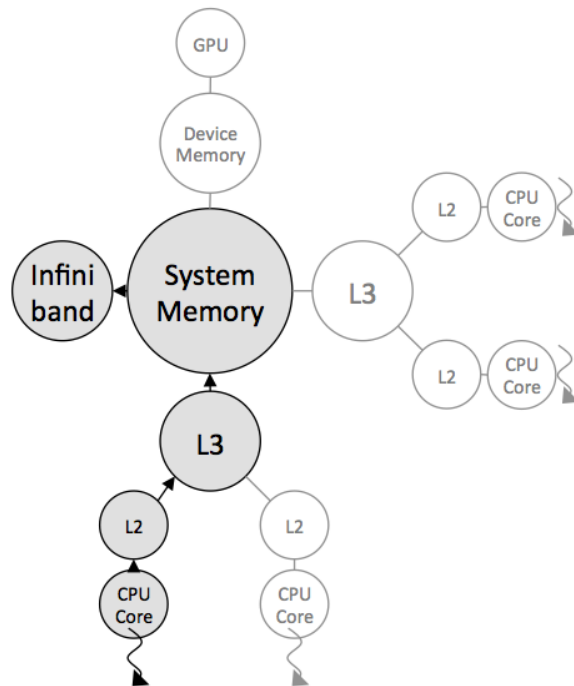 GPU
Device
Memory
System
Memory
Infini
band
L3
L2
CPU
Core
L2
CPU
Core
L3
L2
L2
CPU
Core
CPU
Core